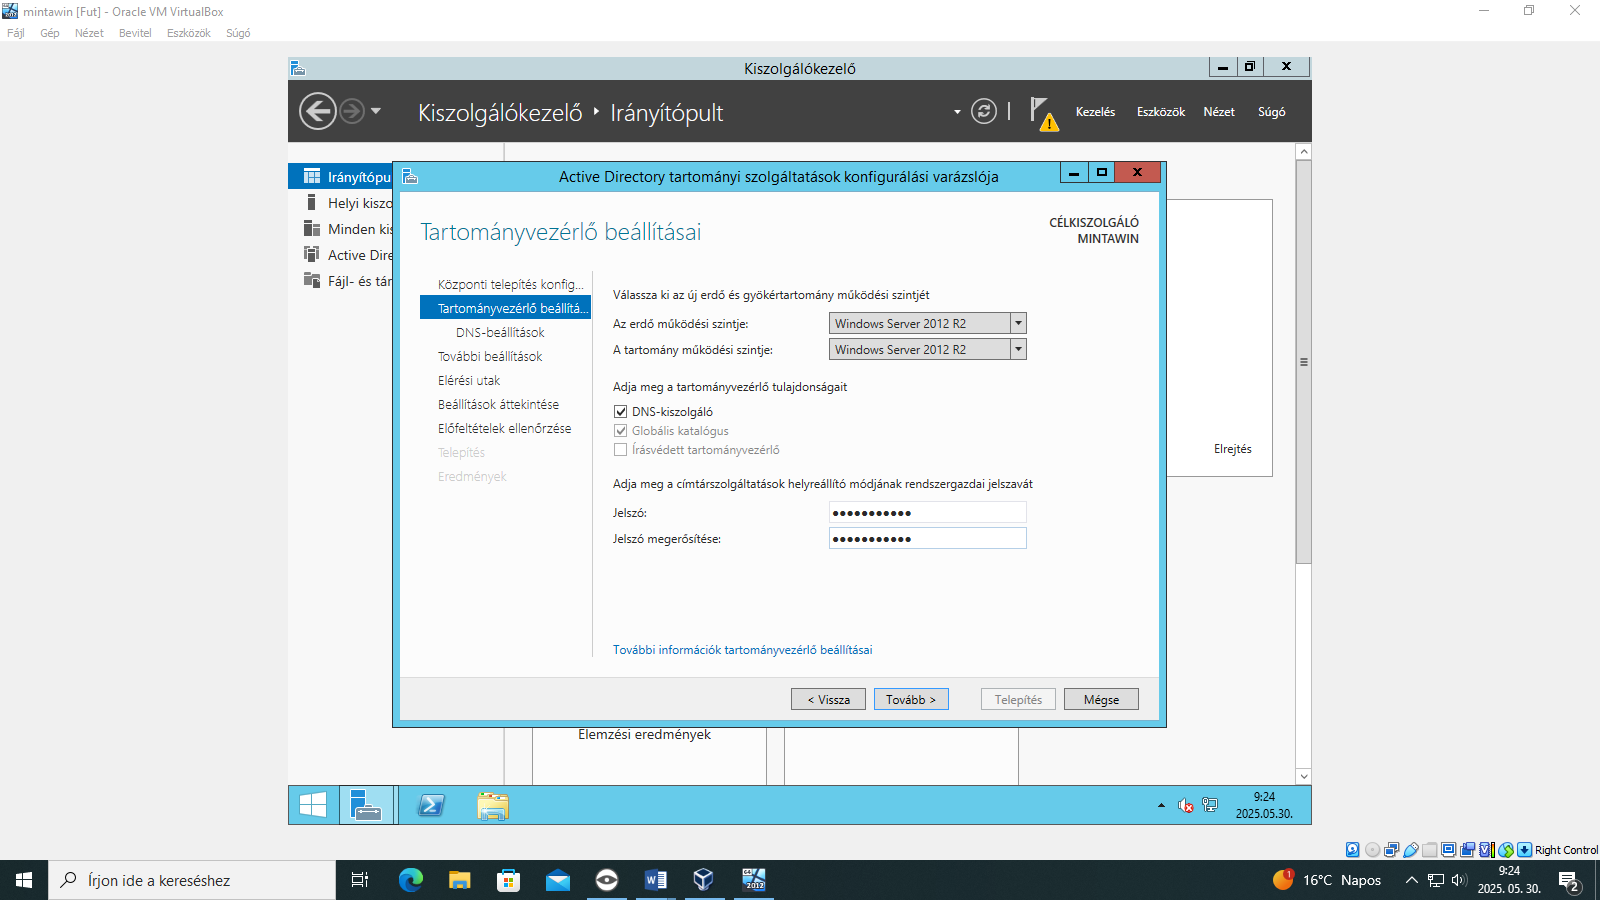 mintawin [Fut] - Oracle VM VirtualBox
Fájl Gép Nézet Bevitel Eszközök Súgó
Kiszolgálókezelő
Kiszolgálókezelő Irányítópult
Kezelés Eszközök Nézet Súgó
Irányítópu
Helyi kiszo
Minden kis
Active Dire
Fájl- és tár
Active Directory tartományi szolgáltatások konfigurálási varázslója
Tartományvezérlő beállításai
CÉLKISZOLGÁLÓ
MINTAWIN
Központi telepítés konfig...
Tartományvezérlő beállítá...
DNS-beállítások
További beállítások
Elérési utak
Beállítások áttekintése
Előfeltételek ellenőrzése
Telepítés
Eredmények
Válassza ki az új erdő és gyökértartomány működési szintjét
Az erdő működési szintje: Windows Server 2012 R2
A tartomány működési szintje: Windows Server 2012 R2
Adja meg a tartományvezérlő tulajdonságait
DNS-kiszolgáló
Globális katalógus
Írásvédett tartományvezérlő
Adja meg a címtárszolgáltatások helyreállító módjának rendszergazdai jelszavát
Jelszó: ●●●●●●●●●●●
Jelszó megerősítése: ●●●●●●●●●●●
További információk tartományvezérlő beállításai
< Vissza Tovább > Telepítés Mégse
Elrejtés
Elemzési eredmények
9:24
2025.05.30.
Right Control
Írjon ide a kereséshez
2012
1
16°C Napos
9:24
2025. 05. 30.
2